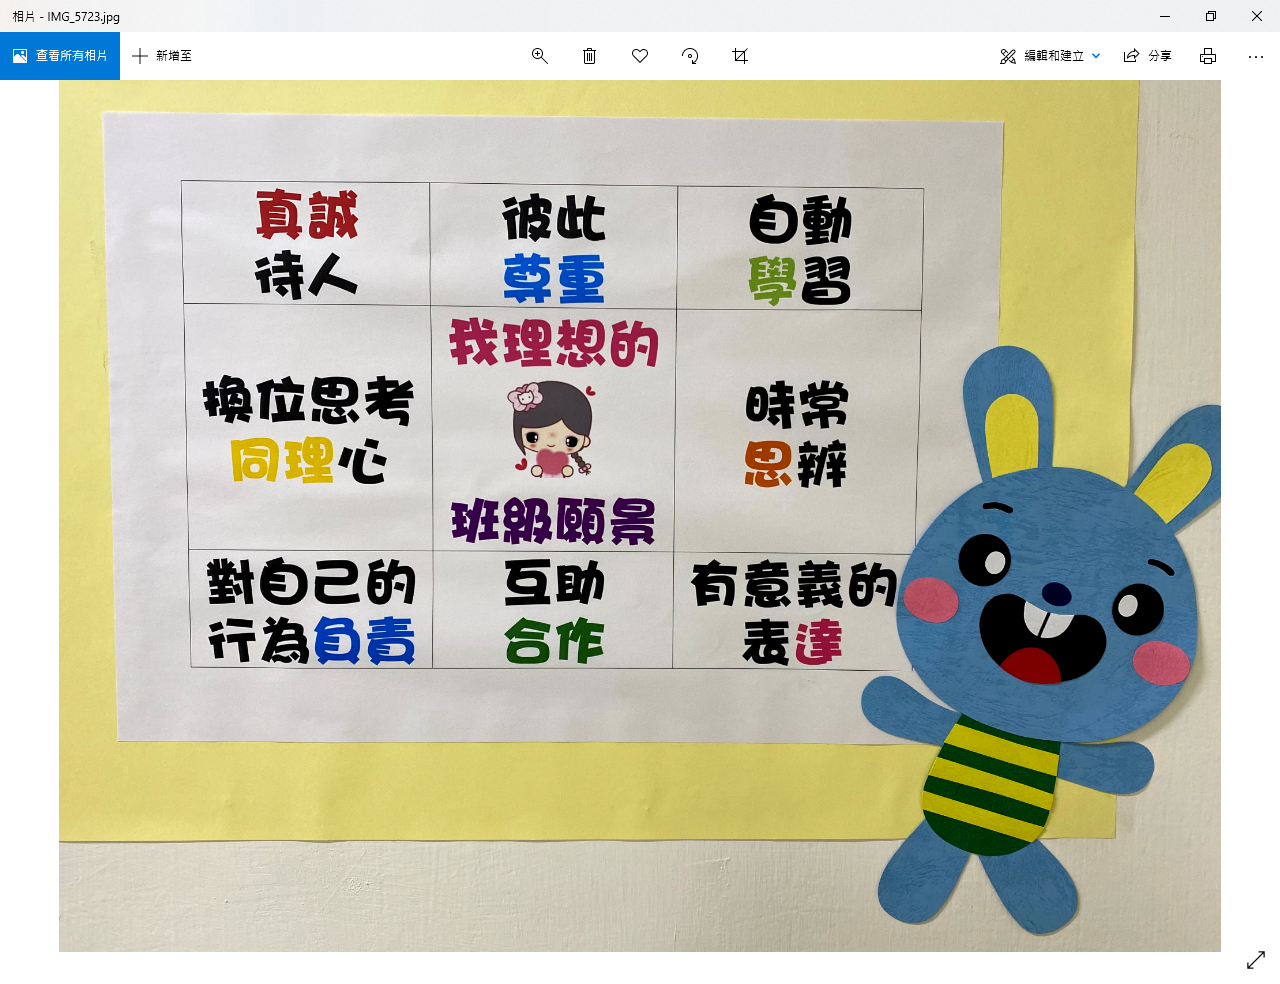 相片 - IMG_5723.jpg
查看所有相片
新增至
編輯和建立
分享
真誠
待人
彼此
尊重
自動
學習
換位思考
同理心
我理想的
班級願景
時常
思辨
對自己的
行為負責
互助
合作
有意義的
表達